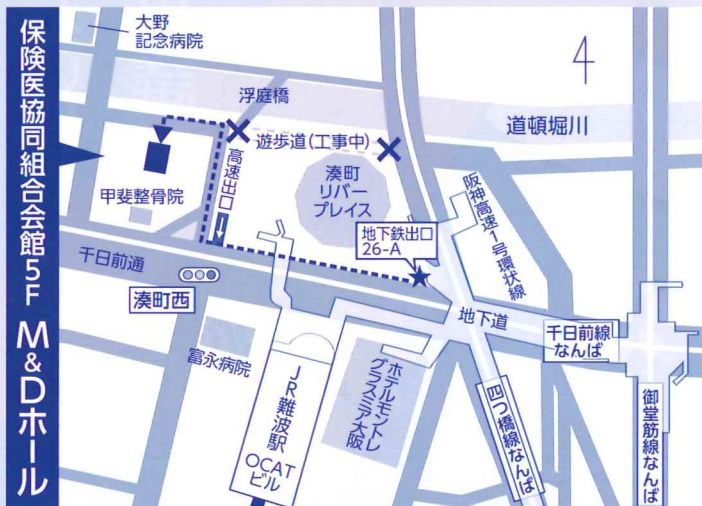 保険医協同組合会館5F M&Dホール
大野
記念病院
浮庭橋
道頓堀川
遊歩道(工事中)
高速出口
湊町
リバー
プレイス
甲斐整骨院
地下鉄出口
26-A
阪神高速1号環状線
千日前通
湊町西
地下道
千日前線
なんば
富永病院
JR難波駅
OCAT
ビル
ホテルモントレ
グラスミア大阪
四つ橋線なんば
御堂筋線なんば